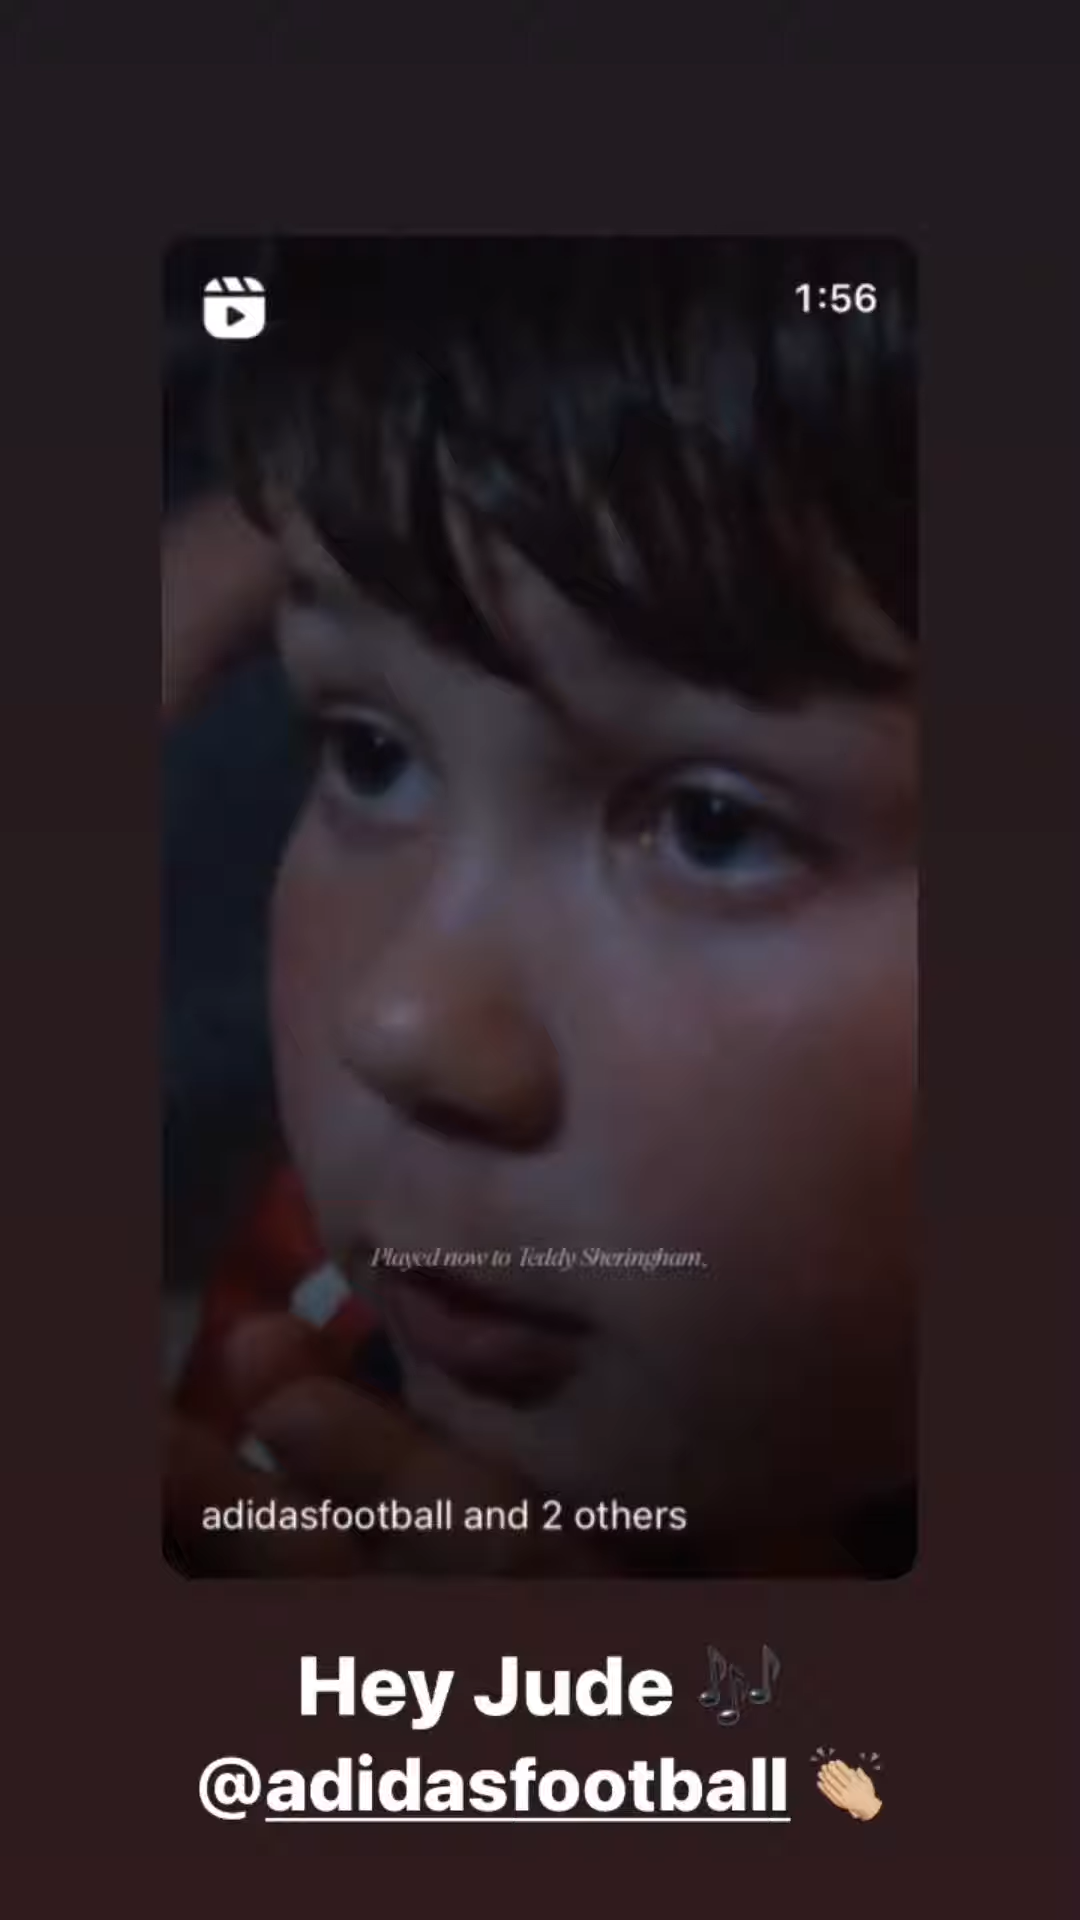 1:56
Played now to Teddy Sheringham,
adidasfootball and 2 others
Hey Jude 🎶
@adidasfootball 👏🏼